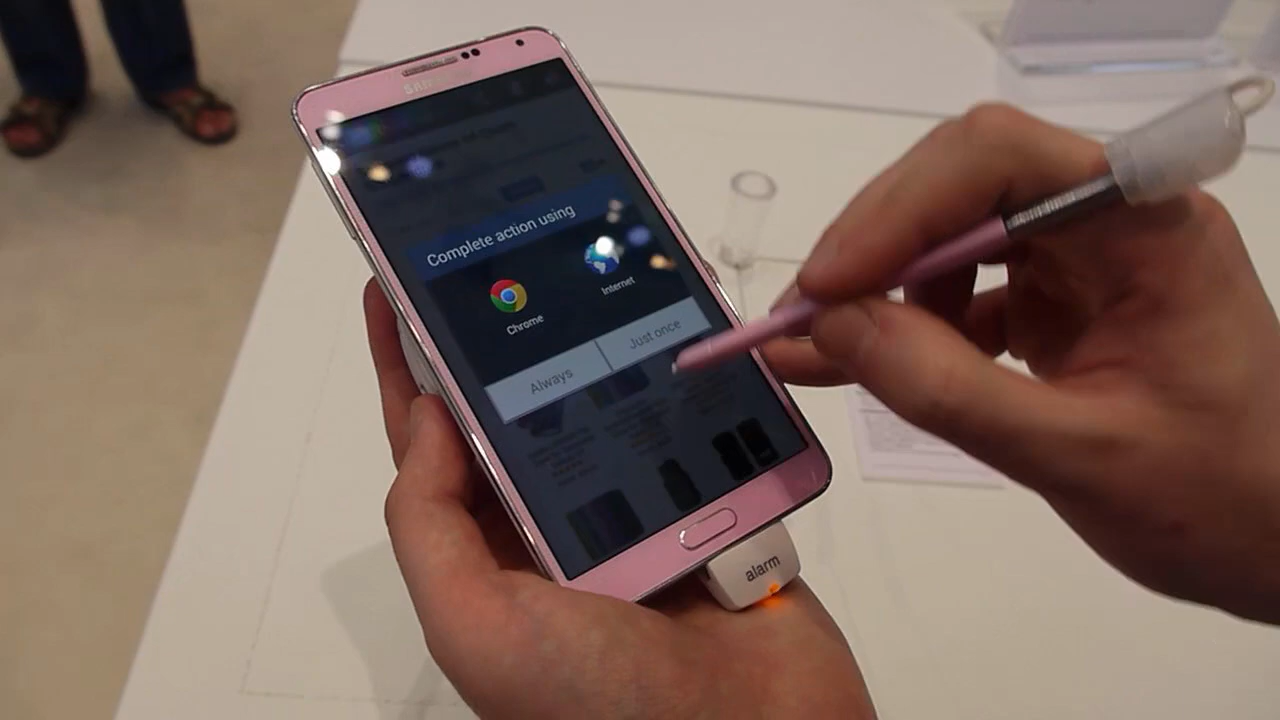 SAMSUNG
Complete action using
Chrome
Internet
Always
Just once
alarm